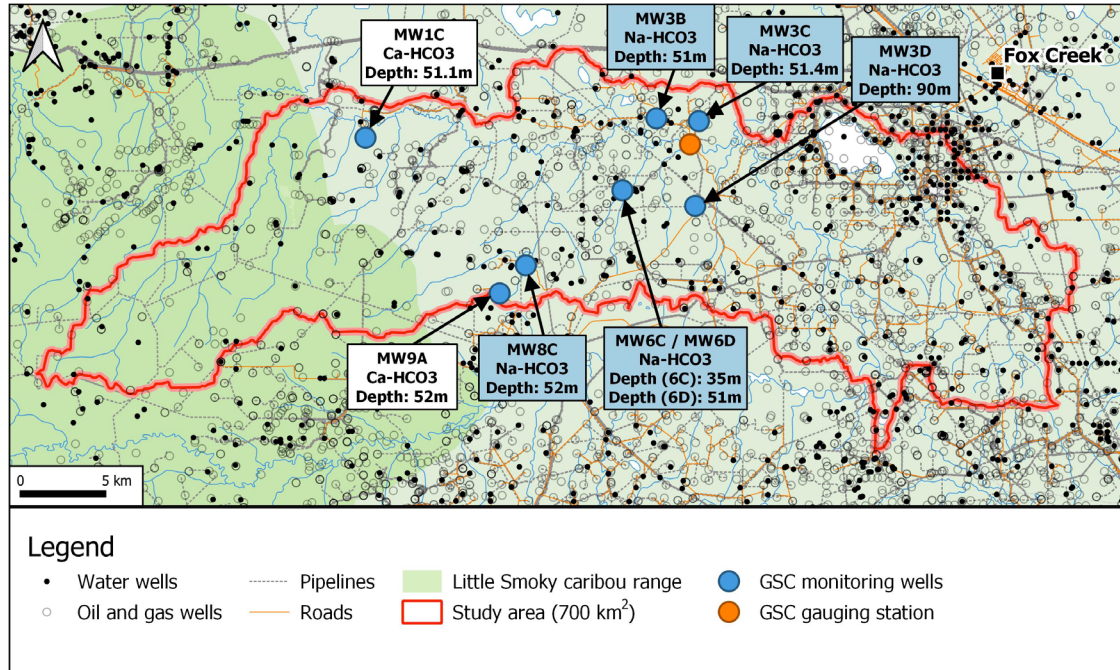 MW1C
Ca-HCO3
Depth: 51.1m
MW3B
Na-HCO3
Depth: 51m
MW3C
Na-HCO3
Depth: 51.4m
MW3D
Na-HCO3
Depth: 90m
Fox Creek
MW9A
Ca-HCO3
Depth: 52m
MW8C
Na-HCO3
Depth: 52m
MW6C / MW6D
Na-HCO3
Depth (6C): 35m
Depth (6D): 51m
0 5 km
Legend
Water wells
Oil and gas wells
Pipelines
Roads
Little Smoky caribou range
Study area (700 km²)
GSC monitoring wells
GSC gauging station